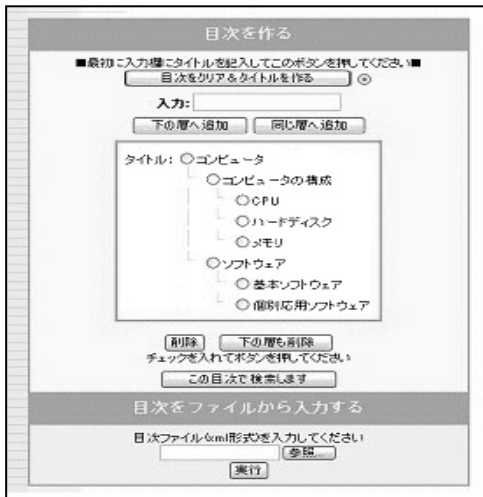 目次を作る
■最初に入力欄にタイトルを記入してこのボタンを押してください■
目次をクリア&タイトルを作る
入力:
下の層へ追加 同じ層へ追加
タイトル: コンピュータ
コンピュータの構成
CPU
ハードディスク
メモリ
ソフトウェア
基本ソフトウェア
個別応用ソフトウェア
削除 下の層も削除
チェックを入れてボタンを押してください
この目次で検索します
目次をファイルから入力する
目次ファイル(xml形式)を入力してください
参照...
実行